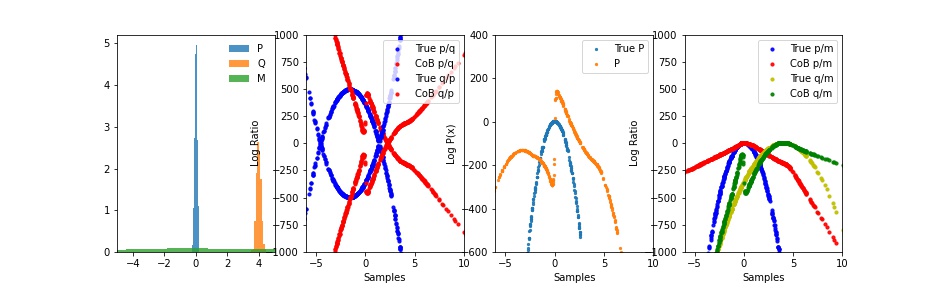 P
Q
M
5
4
3
2
1
0
−4
−2
0
2
4
Log Ratio
1000
750
500
250
0
−250
−500
−750
−1000
−5
0
5
10
Samples
True p/q
CoB p/q
True q/p
CoB q/p
Log P(x)
400
200
0
−200
−400
−600
−5
0
5
10
Samples
True P
P
Log Ratio
1000
750
500
250
0
−250
−500
−750
−1000
−5
0
5
10
Samples
True p/m
CoB p/m
True q/m
CoB q/m